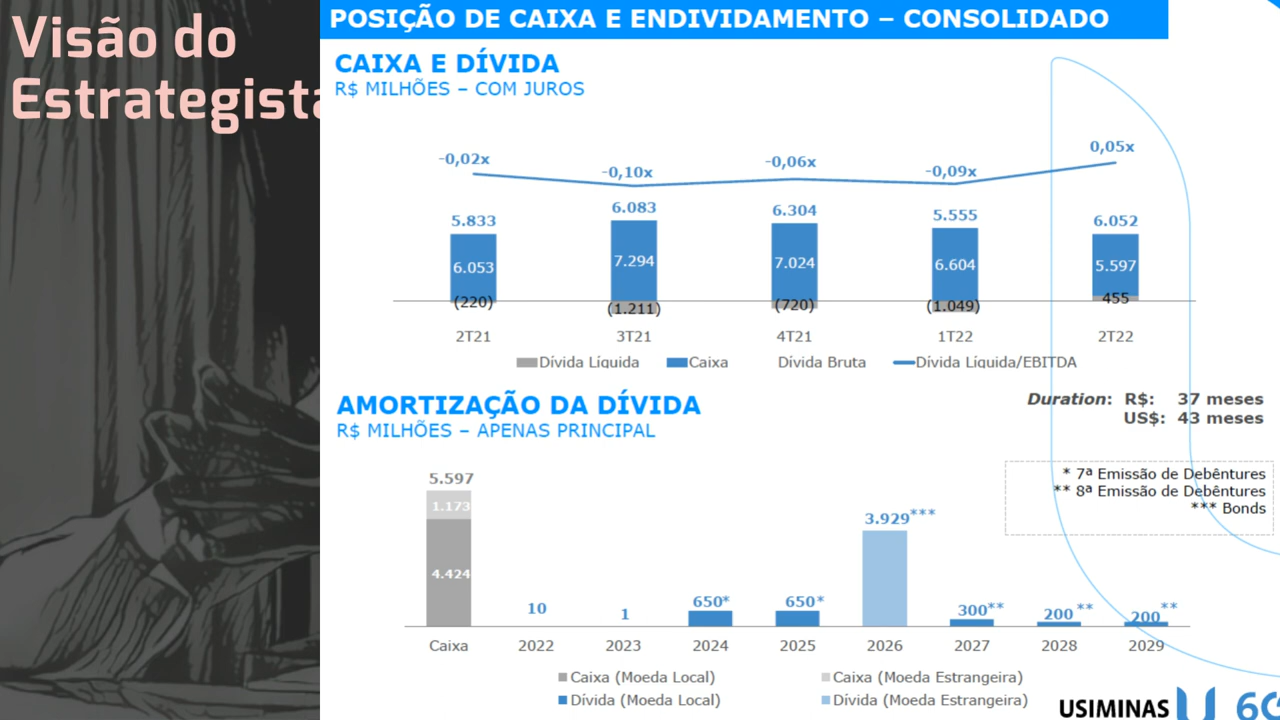 Visão do
Estrategista
POSIÇÃO DE CAIXA E ENDIVIDAMENTO – CONSOLIDADO
CAIXA E DÍVIDA
R$ MILHÕES – COM JUROS
-0,02x -0,10x -0,06x -0,09x 0,05x
5.833 6.083 6.304 5.555 6.052
6.053 7.294 7.024 6.604 5.597
(220) (1.211) (720) (1.049) 455
2T21 3T21 4T21 1T22 2T22
Dívida Líquida Caixa Dívida Bruta Dívida Líquida/EBITDA
AMORTIZAÇÃO DA DÍVIDA
R$ MILHÕES – APENAS PRINCIPAL
Duration: R$: 37 meses
US$: 43 meses
* 7ª Emissão de Debêntures
** 8ª Emissão de Debêntures
*** Bonds
5.597
1.173
4.424
10 1 650* 650* 3.929*** 300** 200 ** 200 **
Caixa 2022 2023 2024 2025 2026 2027 2028 2029
Caixa (Moeda Local) Caixa (Moeda Estrangeira)
Dívida (Moeda Local) Dívida (Moeda Estrangeira)
USIMINAS